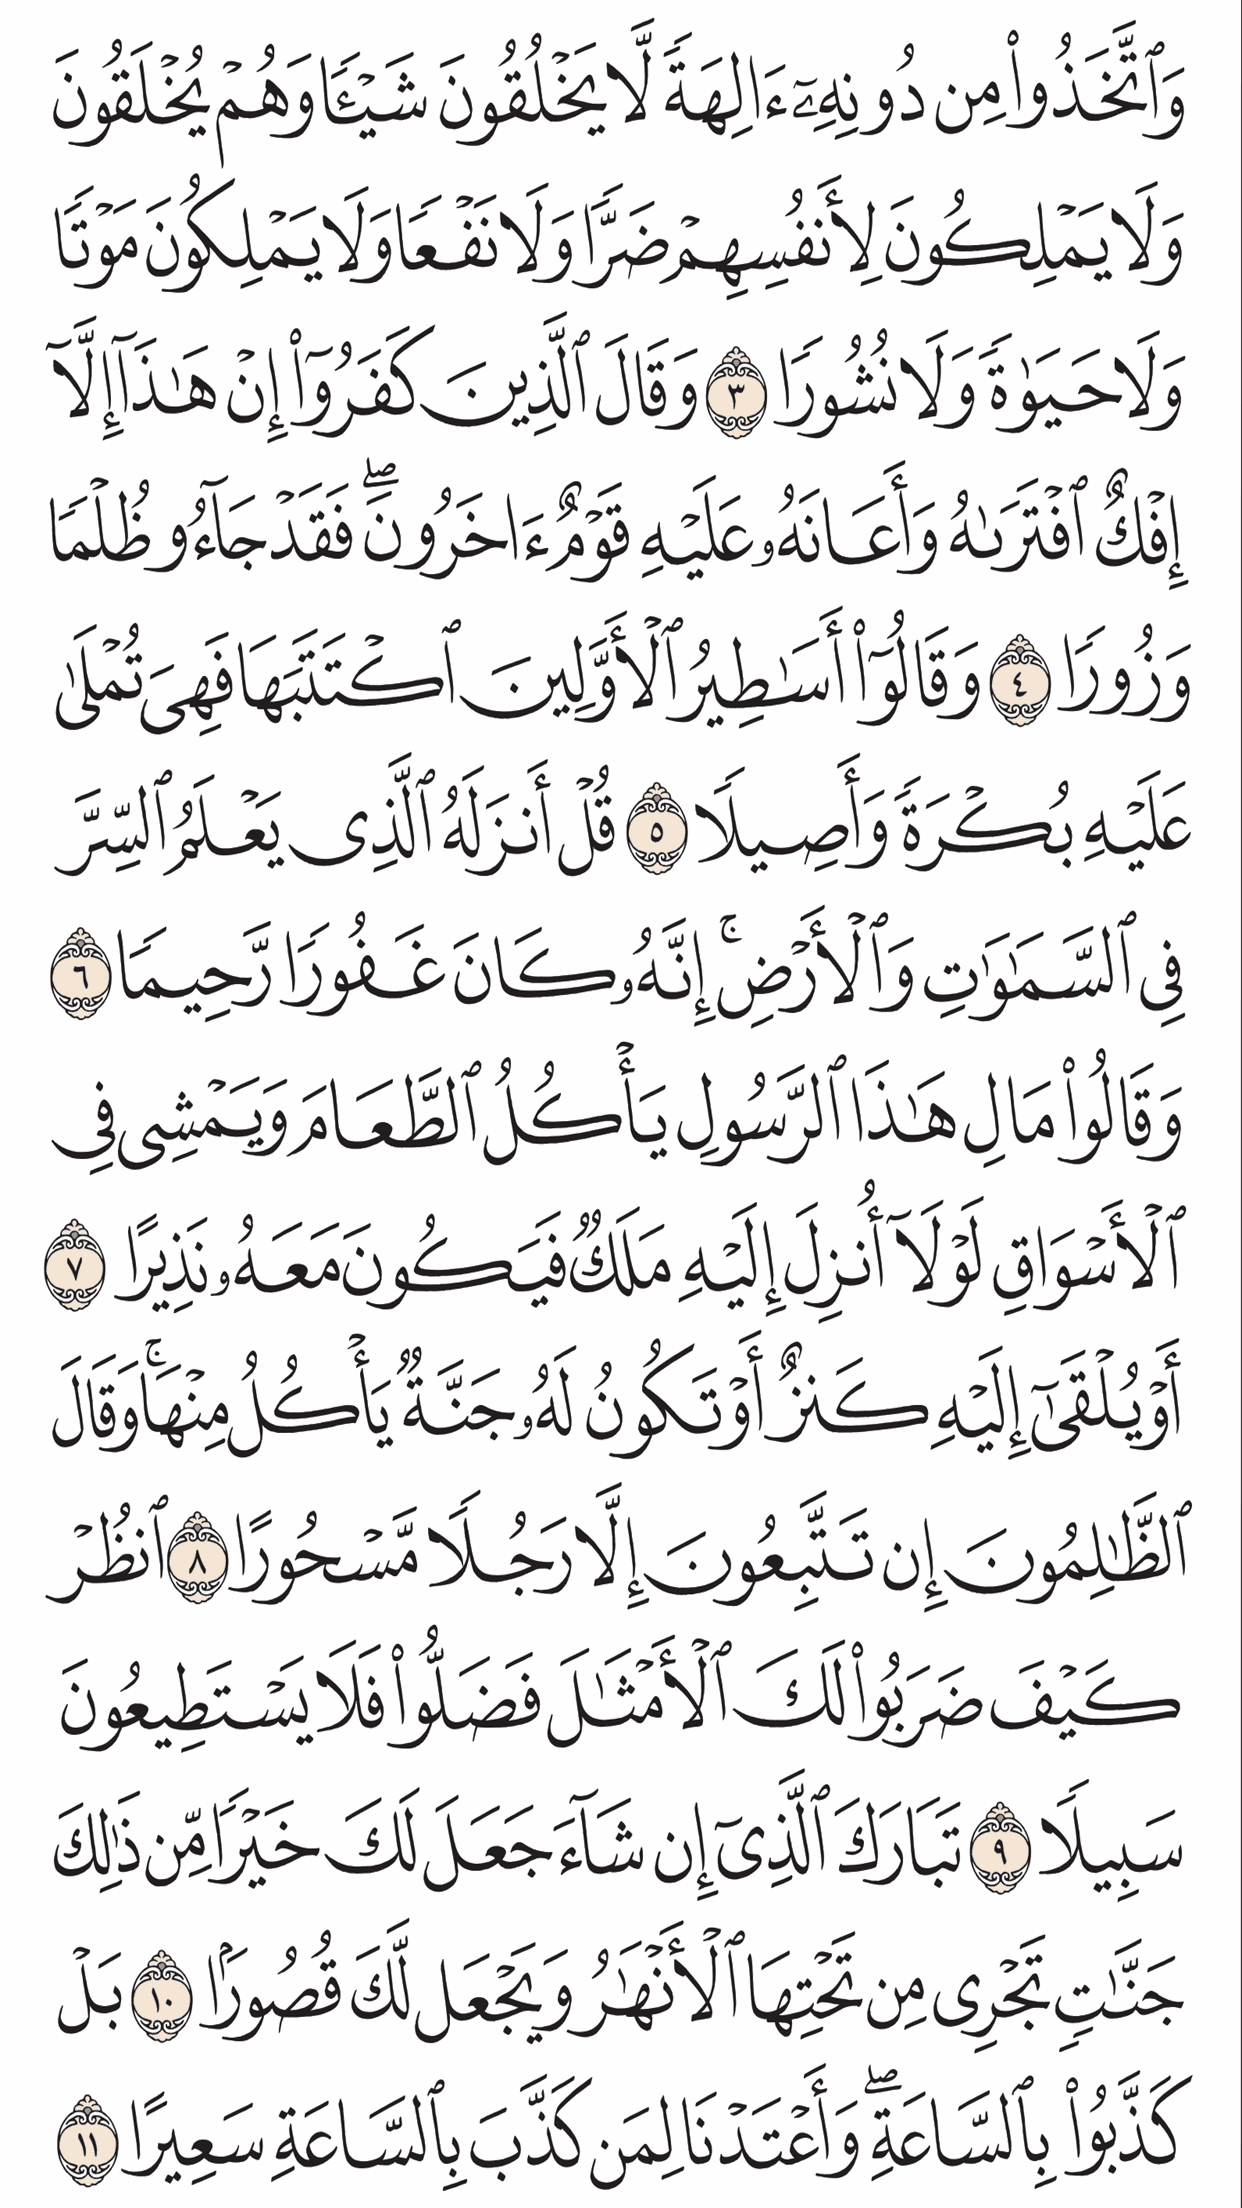 وَٱتَّخَذُوا۟ مِن دُونِهِۦٓ ءَالِهَةً لَّا يَخْلُقُونَ شَيْـًٔا وَهُمْ يُخْلَقُونَ
وَلَا يَمْلِكُونَ لِأَنفُسِهِمْ ضَرًّا وَلَا نَفْعًا وَلَا يَمْلِكُونَ مَوْتًا
وَلَا حَيَوٰةً وَلَا نُشُورًا ٣ وَقَالَ ٱلَّذِينَ كَفَرُوٓا۟ إِنْ هَـٰذَآ إِلَّآ
إِفْكٌ ٱفْتَرَىٰهُ وَأَعَانَهُۥ عَلَيْهِ قَوْمٌ ءَاخَرُونَ ۖ فَقَدْ جَآءُو ظُلْمًا
وَزُورًا ٤ وَقَالُوٓا۟ أَسَـٰطِيرُ ٱلْأَوَّلِينَ ٱكْتَتَبَهَا فَهِىَ تُمْلَىٰ
عَلَيْهِ بُكْرَةً وَأَصِيلًا ٥ قُلْ أَنزَلَهُ ٱلَّذِى يَعْلَمُ ٱلسِّرَّ
فِى ٱلسَّمَـٰوَٰتِ وَٱلْأَرْضِ ۚ إِنَّهُۥ كَانَ غَفُورًا رَّحِيمًا ٦
وَقَالُوا۟ مَالِ هَـٰذَا ٱلرَّسُولِ يَأْكُلُ ٱلطَّعَامَ وَيَمْشِى فِى
ٱلْأَسْوَاقِ لَوْلَآ أُنزِلَ إِلَيْهِ مَلَكٌ فَيَكُونَ مَعَهُۥ نَذِيرًا ٧
أَوْ يُلْقَىٰٓ إِلَيْهِ كَنزٌ أَوْ تَكُونُ لَهُۥ جَنَّةٌ يَأْكُلُ مِنْهَا ۚ وَقَالَ
ٱلظَّـٰلِمُونَ إِن تَتَّبِعُونَ إِلَّا رَجُلًا مَّسْحُورًا ٨ ٱنظُرْ
كَيْفَ ضَرَبُوا۟ لَكَ ٱلْأَمْثَـٰلَ فَضَلُّوا۟ فَلَا يَسْتَطِيعُونَ
سَبِيلًا ٩ تَبَارَكَ ٱلَّذِىٓ إِن شَآءَ جَعَلَ لَكَ خَيْرًا مِّن ذَٰلِكَ
جَنَّـٰتٍ تَجْرِى مِن تَحْتِهَا ٱلْأَنْهَـٰرُ وَيَجْعَل لَّكَ قُصُورًۢا ١٠ بَلْ
كَذَّبُوا۟ بِٱلسَّاعَةِ ۖ وَأَعْتَدْنَا لِمَن كَذَّبَ بِٱلسَّاعَةِ سَعِيرًا ١١